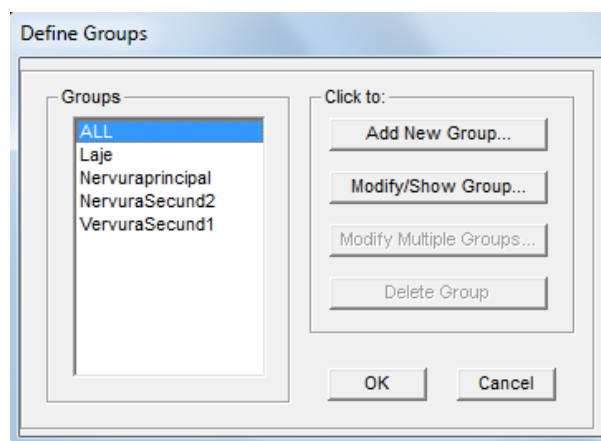 Define Groups
Groups
ALL
Laje
Nervuraprincipal
NervuraSecund2
VervuraSecund1
Click to:
Add New Group...
Modify/Show Group...
Modify Multiple Groups...
Delete Group
OK
Cancel